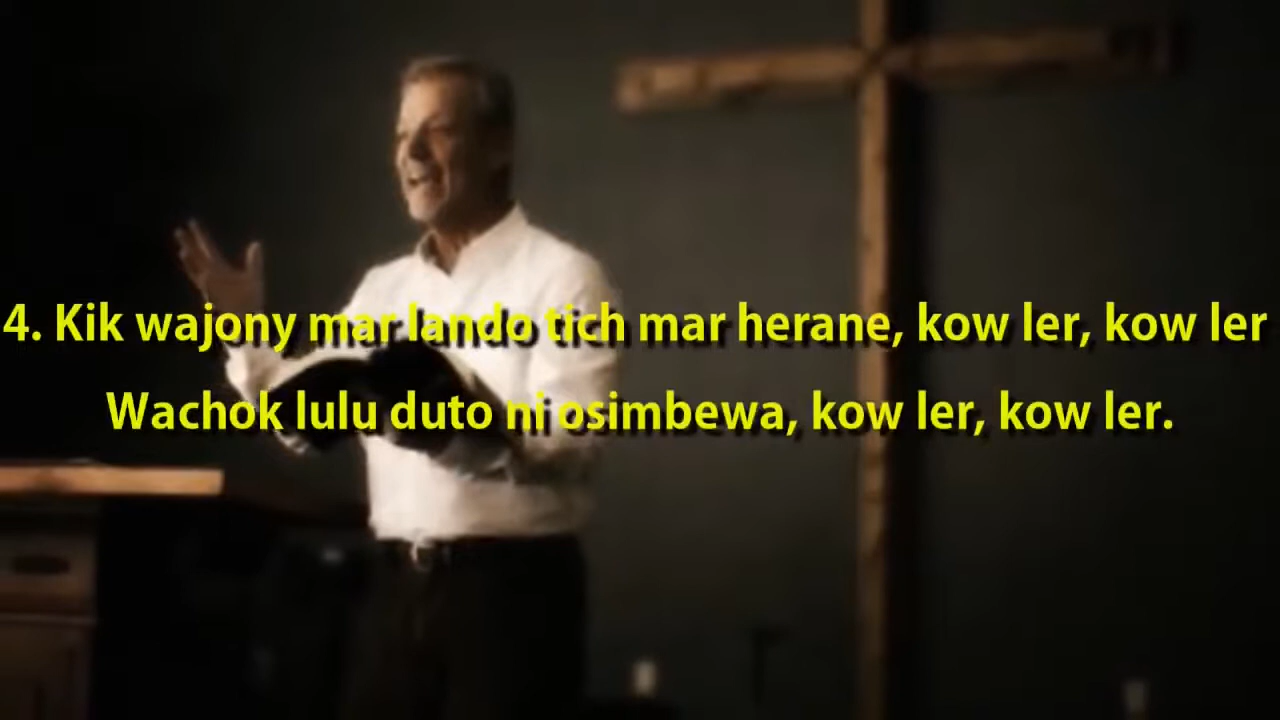 4. Kik wajony mar lando tich mar herane, kow ler, kow ler
Wachok lulu duto ni osimbewa, kow ler, kow ler.